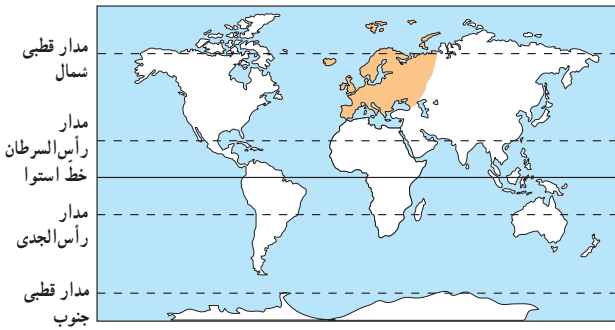 مدار قطبی
شمال
مدار
رأس‌السرطان
خطّ استوا
مدار
رأس‌الجدی
مدار قطبی
جنوب